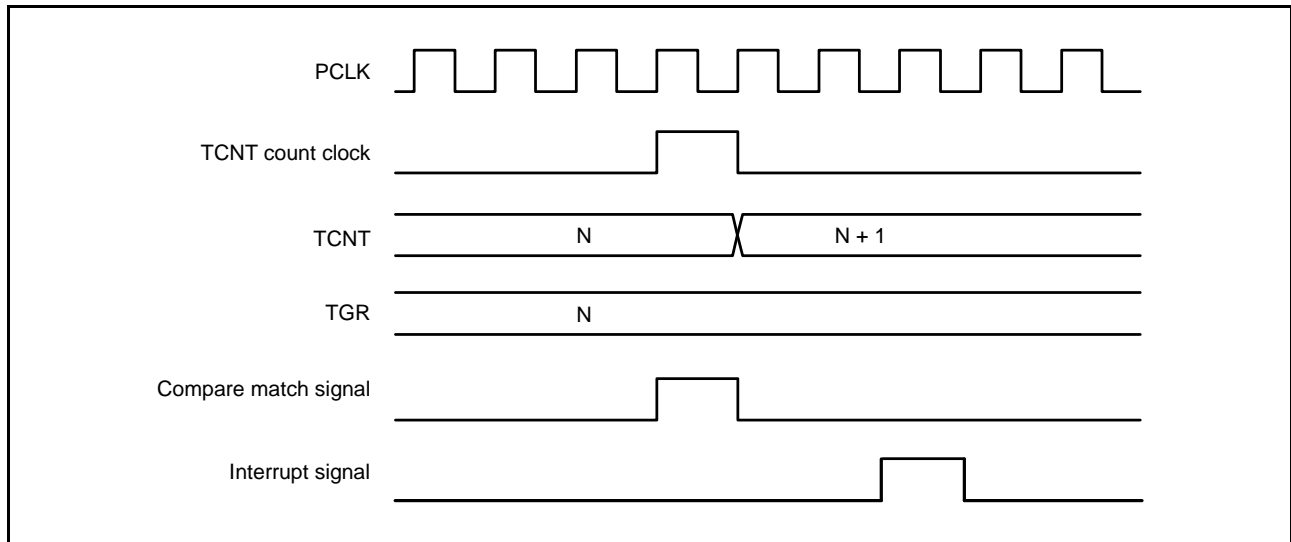 PCLK
TCNT count clock
TCNT
N
N + 1
TGR
N
Compare match signal
Interrupt signal